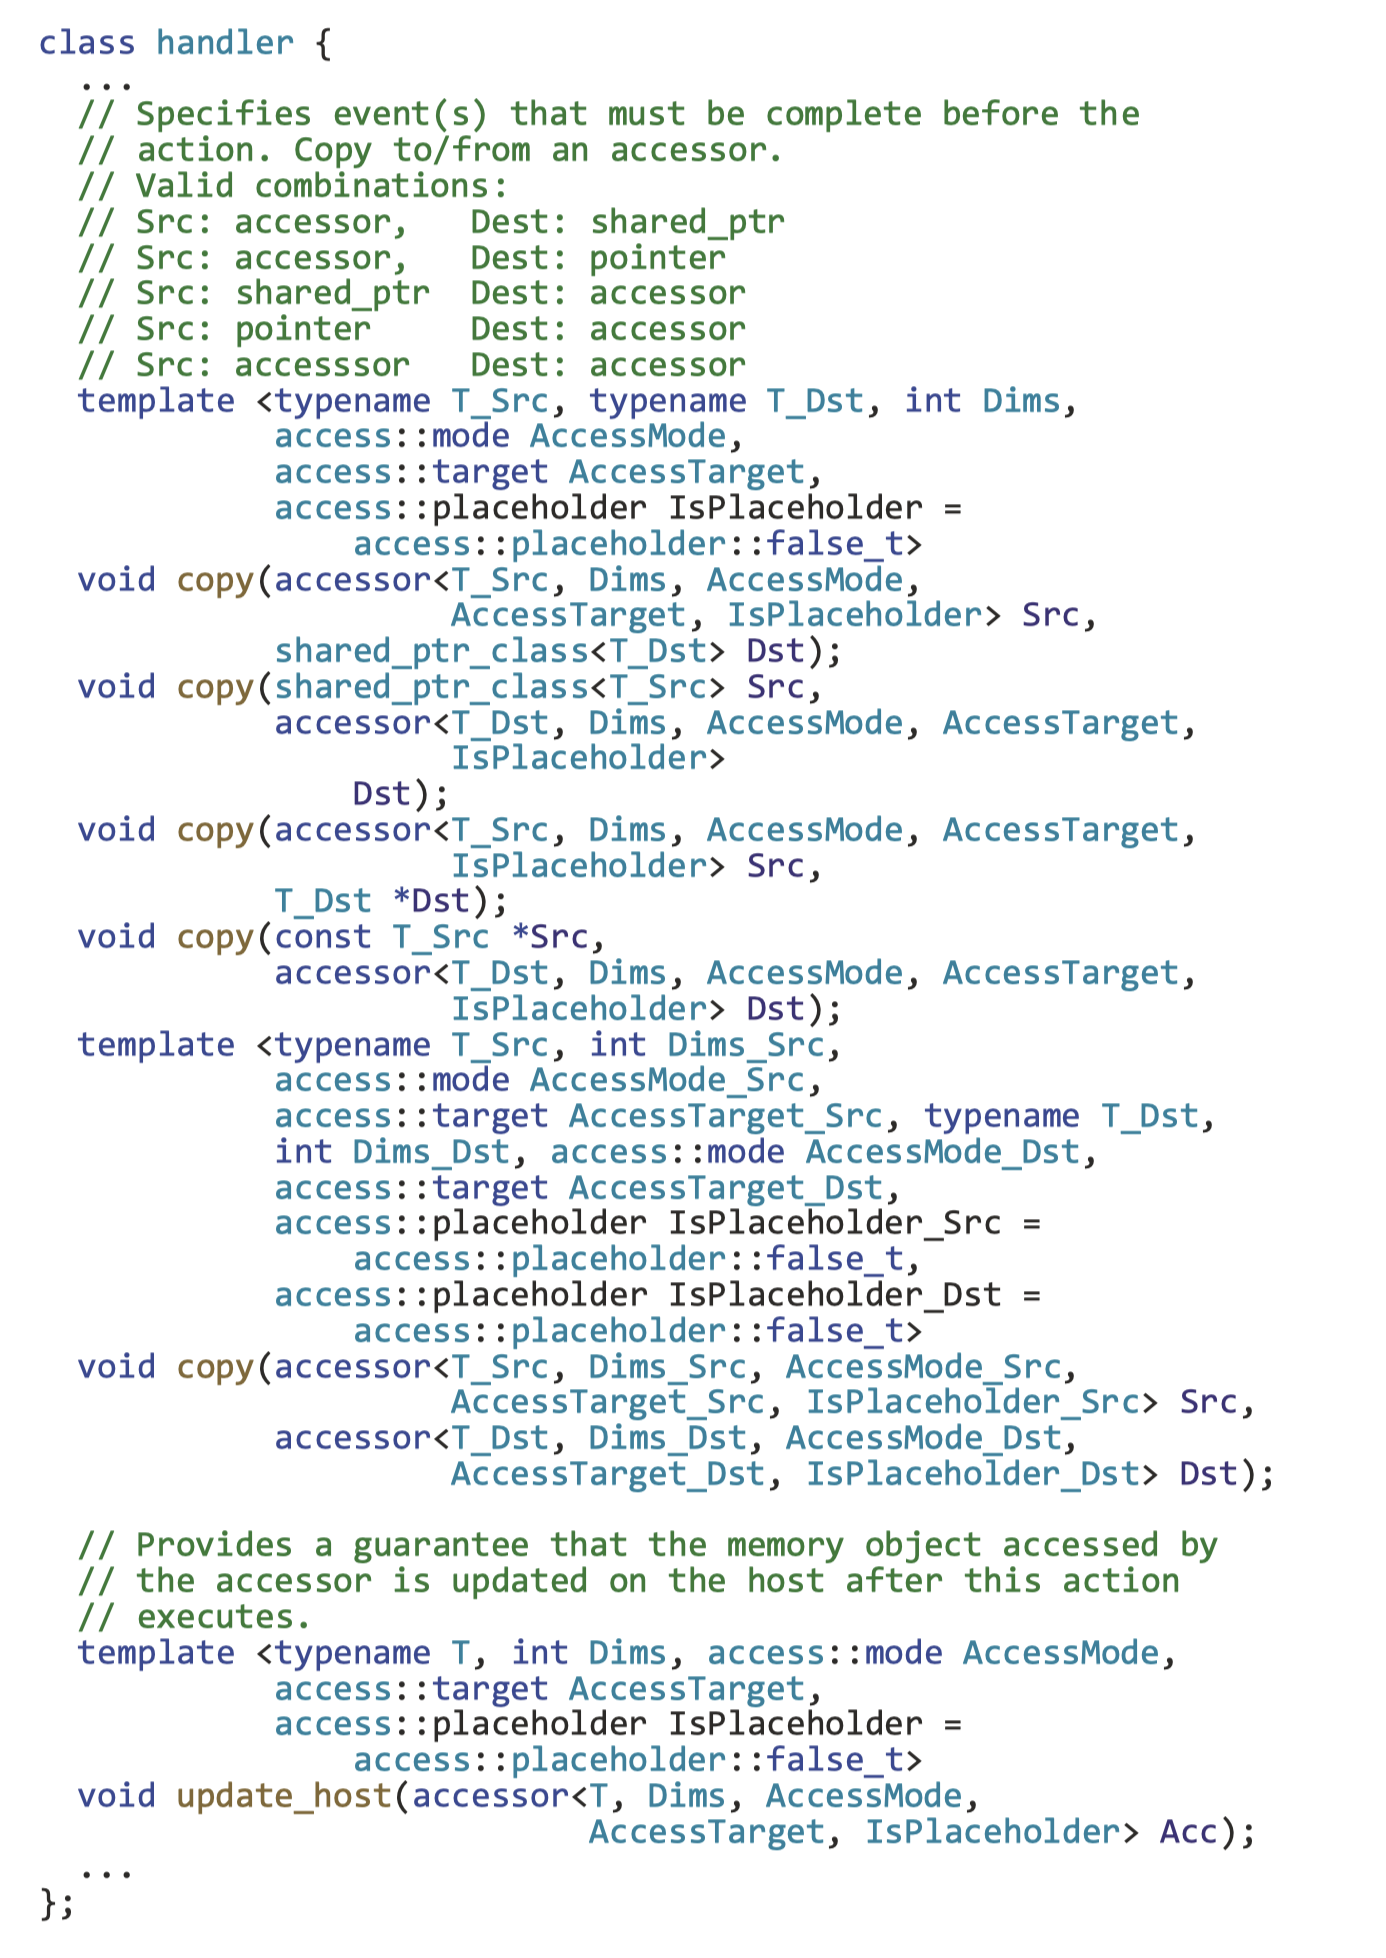 class handler {
  ...
  // Specifies event(s) that must be complete before the
  // action. Copy to/from an accessor.
  // Valid combinations:
  // Src: accessor,   Dest: shared_ptr
  // Src: accessor,   Dest: pointer
  // Src: shared_ptr  Dest: accessor
  // Src: pointer     Dest: accessor
  // Src: accesssor   Dest: accessor
  template <typename T_Src, typename T_Dst, int Dims,
            access::mode AccessMode,
            access::target AccessTarget,
            access::placeholder IsPlaceholder =
                access::placeholder::false_t>
  void copy(accessor<T_Src, Dims, AccessMode,
                     AccessTarget, IsPlaceholder> Src,
            shared_ptr_class<T_Dst> Dst);
  void copy(shared_ptr_class<T_Src> Src,
            accessor<T_Dst, Dims, AccessMode, AccessTarget,
                     IsPlaceholder>
                Dst);
  void copy(accessor<T_Src, Dims, AccessMode, AccessTarget,
                     IsPlaceholder> Src,
            T_Dst *Dst);
  void copy(const T_Src *Src,
            accessor<T_Dst, Dims, AccessMode, AccessTarget,
                     IsPlaceholder> Dst);
  template <typename T_Src, int Dims_Src,
            access::mode AccessMode_Src,
            access::target AccessTarget_Src, typename T_Dst,
            int Dims_Dst, access::mode AccessMode_Dst,
            access::target AccessTarget_Dst,
            access::placeholder IsPlaceholder_Src =
                access::placeholder::false_t,
            access::placeholder IsPlaceholder_Dst =
                access::placeholder::false_t>
  void copy(accessor<T_Src, Dims_Src, AccessMode_Src,
                     AccessTarget_Src, IsPlaceholder_Src> Src,
            accessor<T_Dst, Dims_Dst, AccessMode_Dst,
                     AccessTarget_Dst, IsPlaceholder_Dst> Dst);

  // Provides a guarantee that the memory object accessed by
  // the accessor is updated on the host after this action
  // executes.
  template <typename T, int Dims, access::mode AccessMode,
            access::target AccessTarget,
            access::placeholder IsPlaceholder =
                access::placeholder::false_t>
  void update_host(accessor<T, Dims, AccessMode,
                            AccessTarget, IsPlaceholder> Acc);
  ...
};